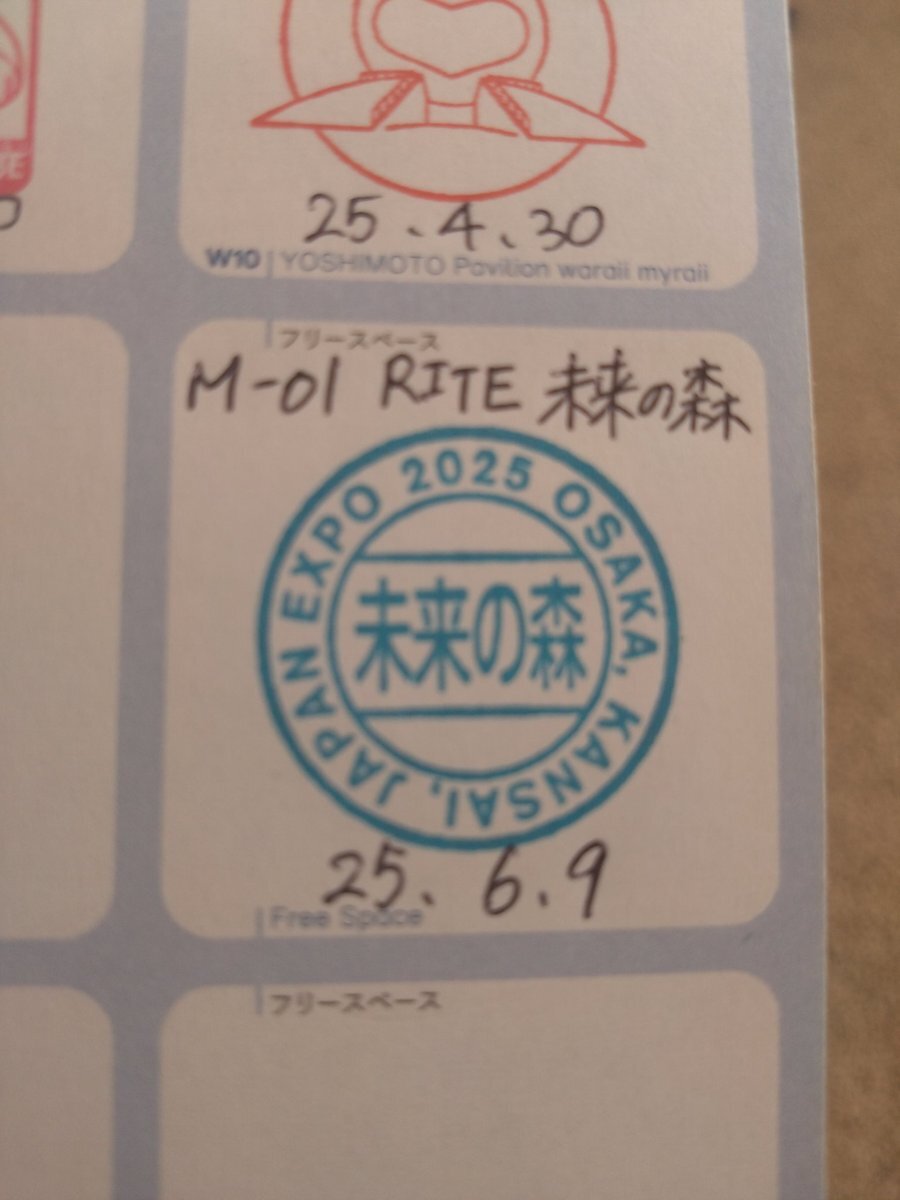 25.4.30
W10 | YOSHIMOTO Pavilion waraii myraii
フリースペース
M-01 RITE 未来の森
EXPO 2025 OSAKA, KANSAI, JAPAN
未来の森
25.6.9
Free Space
フリースペース